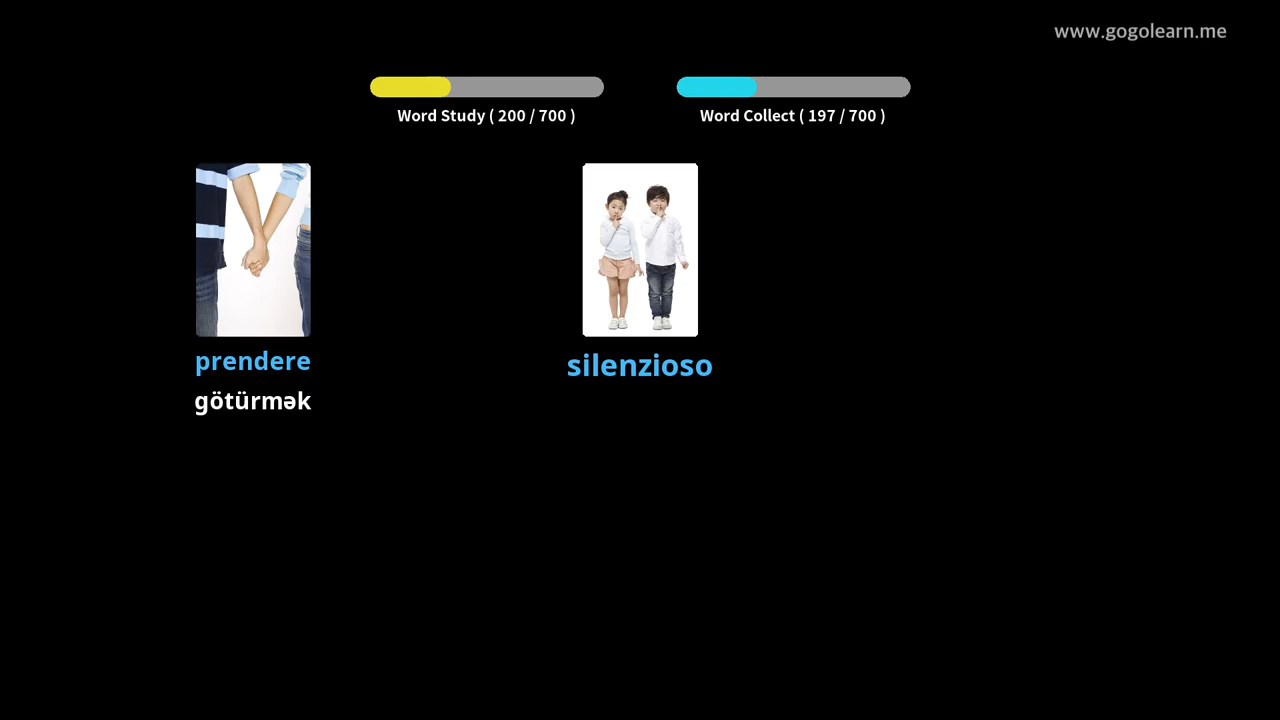 www.gogolearn.me
Word Study ( 200 / 700 )
Word Collect ( 197 / 700 )
prendere
götürmək
silenzioso